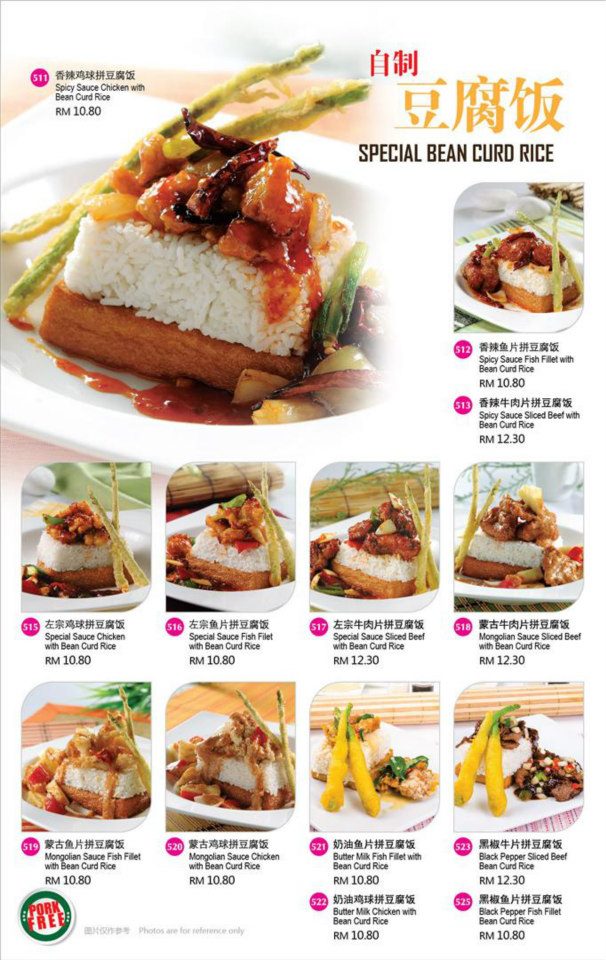 自制
豆腐饭
SPECIAL BEAN CURD RICE
511 香辣鸡球拼豆腐饭
Spicy Sauce Chicken with
Bean Curd Rice
RM 10.80
512 香辣鱼片拼豆腐饭
Spicy Sauce Fish Fillet with
Bean Curd Rice
RM 10.80
513 香辣牛肉片拼豆腐饭
Spicy Sauce Sliced Beef with
Bean Curd Rice
RM 12.30
515 左宗鸡球拼豆腐饭
Special Sauce Chicken
with Bean Curd Rice
RM 10.80
516 左宗鱼片拼豆腐饭
Special Sauce Fish Filet
with Bean Curd Rice
RM 10.80
517 左宗牛肉片拼豆腐饭
Special Sauce Sliced Beef
with Bean Curd Rice
RM 12.30
518 蒙古牛肉片拼豆腐饭
Mongolian Sauce Sliced Beef
with Bean Curd Rice
RM 12.30
519 蒙古鱼片拼豆腐饭
Mongolian Sauce Fish Fillet
with Bean Curd Rice
RM 10.80
520 蒙古鸡球拼豆腐饭
Mongolian Sauce Chicken
with Bean Curd Rice
RM 10.80
521 奶油鱼片拼豆腐饭
Butter Milk Fish Fillet with
Bean Curd Rice
RM 10.80
522 奶油鸡球拼豆腐饭
Butter Milk Chicken with
Bean Curd Rice
RM 10.80
523 黑椒牛片拼豆腐饭
Black Pepper Sliced Beef
Bean Curd Rice
RM 12.30
525 黑椒鱼片拼豆腐饭
Black Pepper Fish Fillet
Bean Curd Rice
RM 10.80
PORK
FREE
图片仅作参考 Photos are for reference only